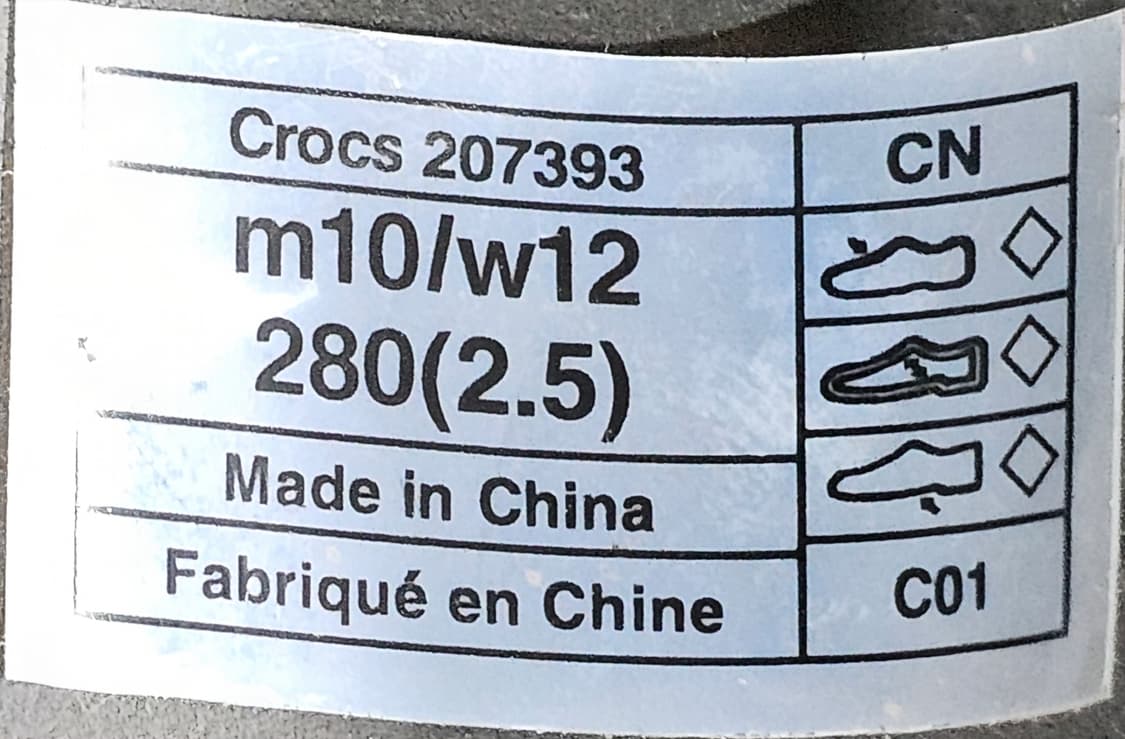 Crocs 207393
CN
m10/w12
280(2.5)
Made in China
Fabriqué en Chine
C01